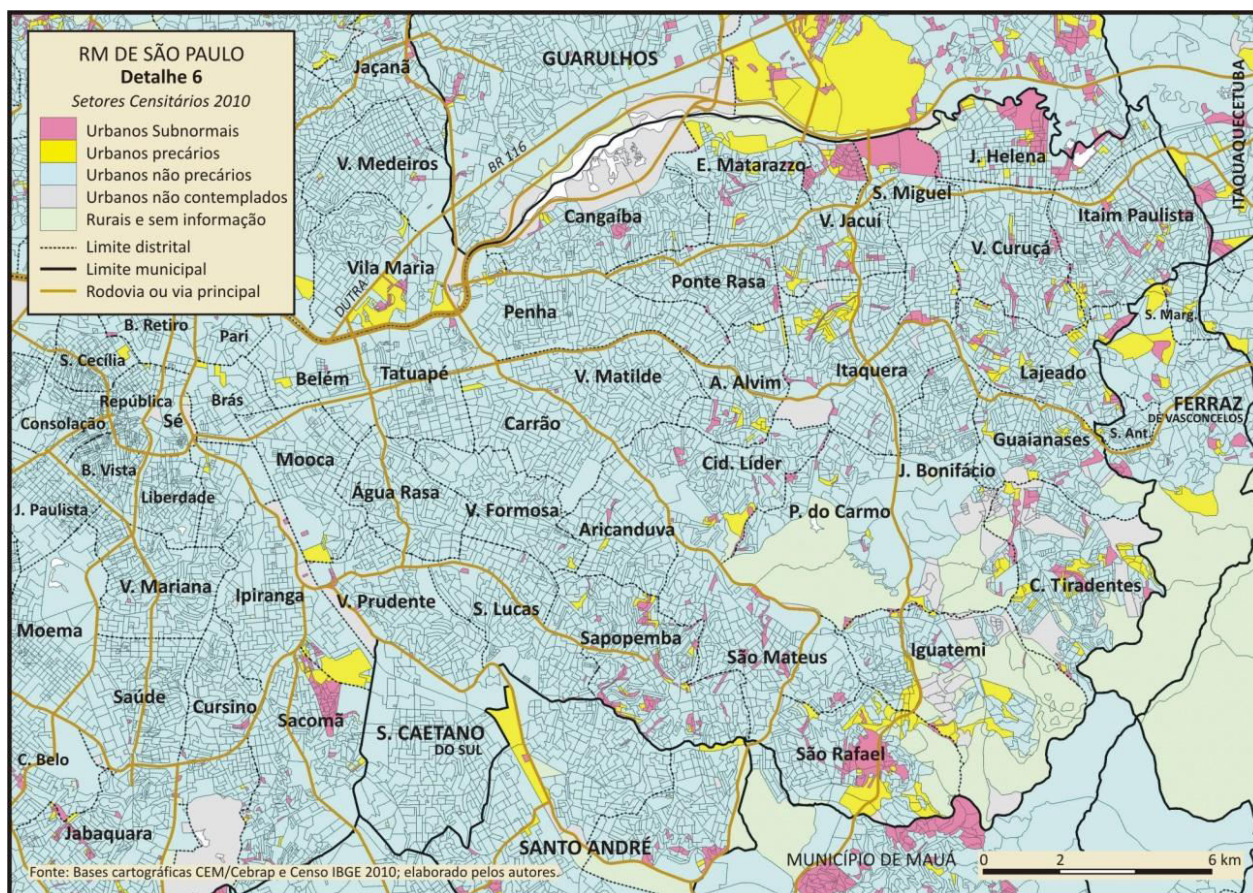 RM DE SÃO PAULO
Detalhe 6
Setores Censitários 2010
Urbanos Subnormais
Urbanos precários
Urbanos não precários
Urbanos não contemplados
Rurais e sem informação
Limite distrital
Limite municipal
Rodovia ou via principal
Jaçanã
GUARULHOS
ITAQUAQUECETUBA
V. Medeiros
BR 116
E. Matarazzo
J. Helena
S. Miguel
Cangaíba
V. Jacuí
Itaim Paulista
V. Curuçá
Vila Maria
DUTRA
Ponte Rasa
Penha
S. Marg.
B. Retiro
Pari
S. Cecília
Belém
Tatuapé
V. Matilde
A. Alvim
Itaquera
Lajeado
República
Brás
Consolação
Sé
Carrão
FERRAZ
DE VASCONCELOS
S. Ant.
Guaianases
Mooca
B. Vista
Cid. Líder
J. Bonifácio
Liberdade
Água Rasa
J. Paulista
V. Formosa
P. do Carmo
Aricanduva
V. Mariana
Ipiranga
V. Prudente
S. Lucas
C. Tiradentes
Moema
Sapopemba
São Mateus
Iguatemi
Saúde
Cursino
Sacomã
S. CAETANO
DO SUL
São Rafael
C. Belo
Jabaquara
SANTO ANDRÉ
MUNICÍPIO DE MAUÁ
0 2 6 km
Fonte: Bases cartográficas CEM/Cebrap e Censo IBGE 2010; elaborado pelos autores.